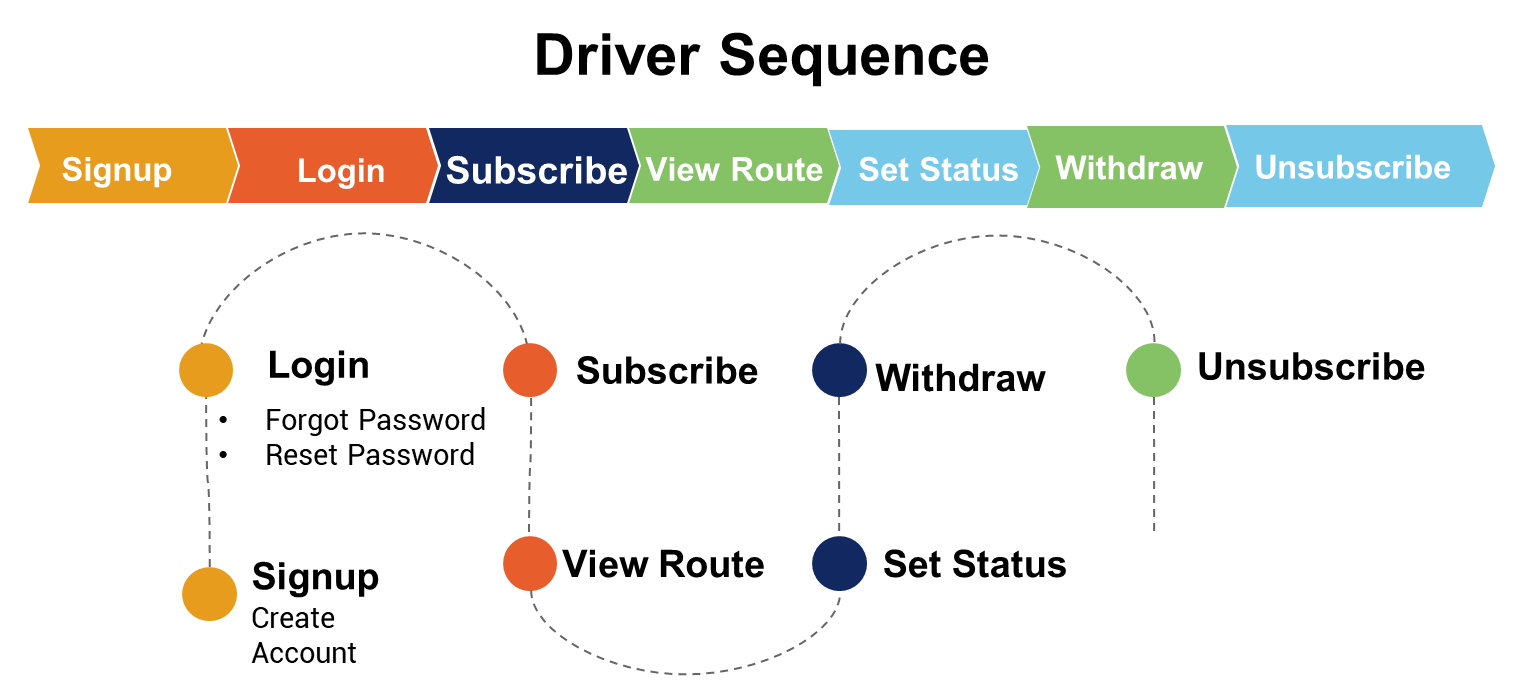 Driver Sequence
Signup
Login
Subscribe
View Route
Set Status
Withdraw
Unsubscribe
Login
• Forgot Password
• Reset Password
Subscribe
Withdraw
Unsubscribe
Signup
Create
Account
View Route
Set Status